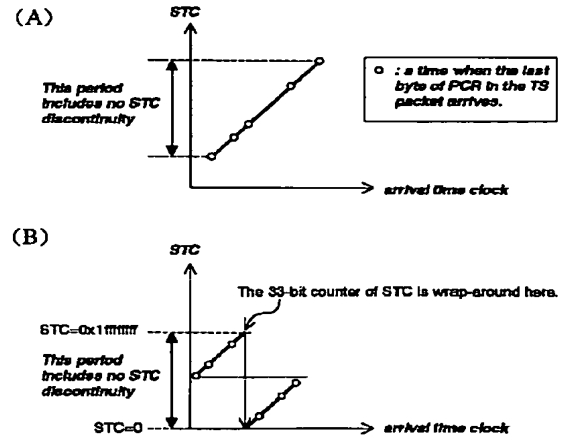 (A)
STC
This period
includes no STC
discontinuity
o : a time when the last
byte of PCR in the TS
packet arrives.
arrival time clock
(B)
STC
The 33-bit counter of STC is wrap-around here.
STC=0x1ffffffff
This period
includes no STC
discontinuity
STC=0
arrival time clock